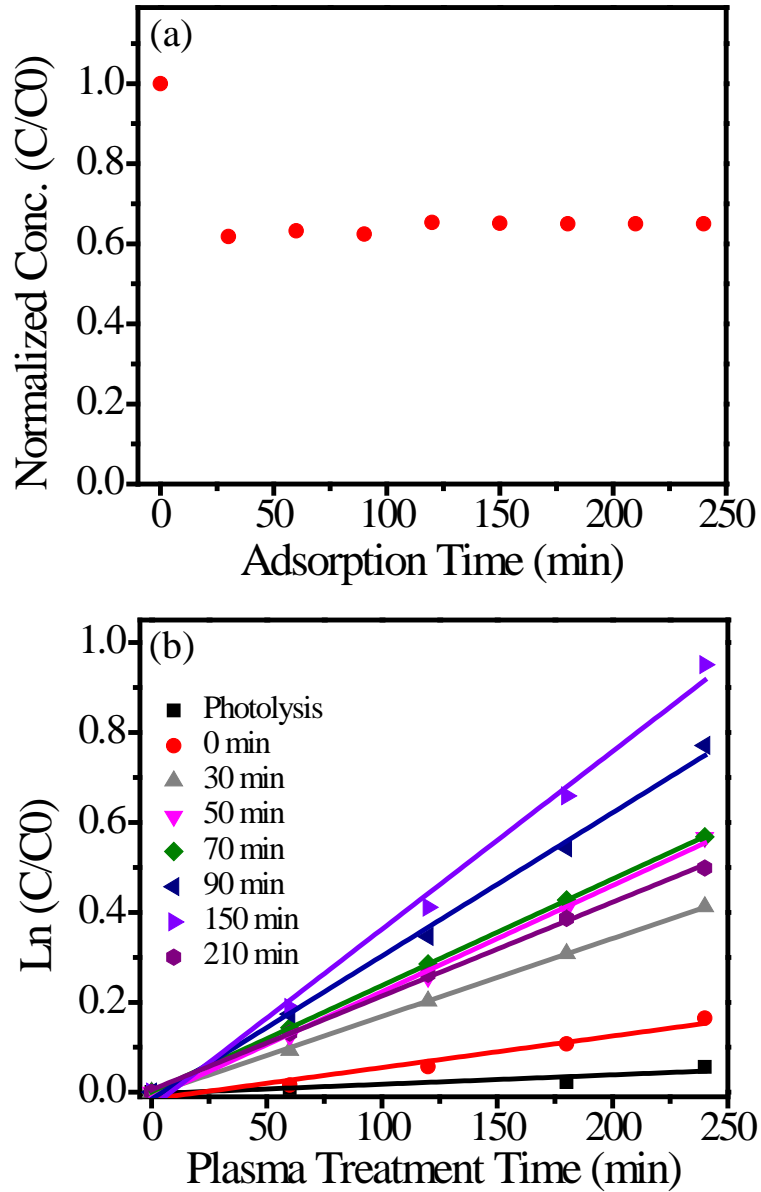 (a)
Normalized Conc. (C/C0)
1.0
0.8
0.6
0.4
0.2
0.0
0 50 100 150 200 250
Adsorption Time (min)
(b)
Ln (C/C0)
1.0
0.8
0.6
0.4
0.2
0.0
Photolysis
0 min
30 min
50 min
70 min
90 min
150 min
210 min
0 50 100 150 200 250
Plasma Treatment Time (min)